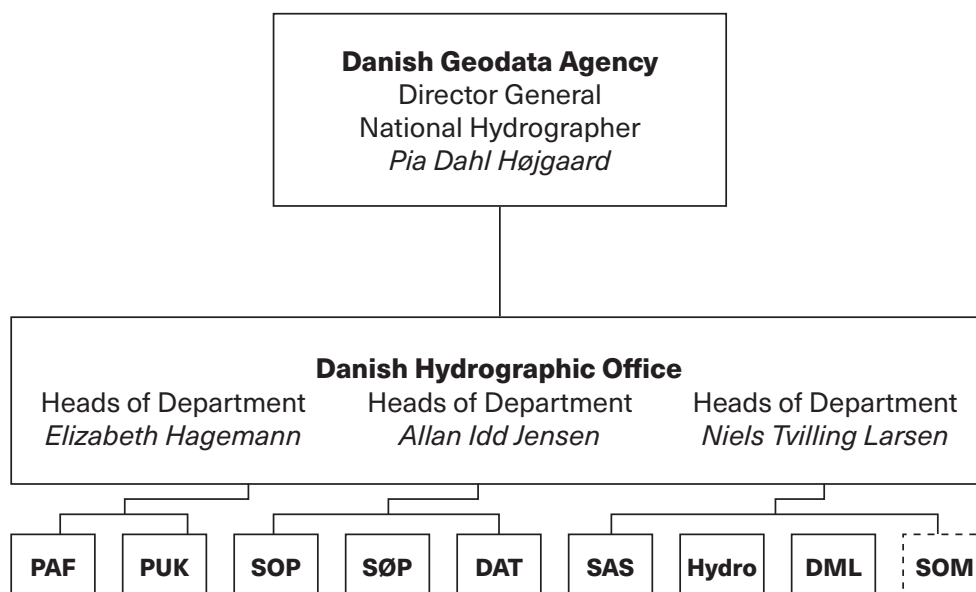 Danish Geodata Agency
Director General
National Hydrographer
Pia Dahl Højgaard
Danish Hydrographic Office
Heads of Department Heads of Department Heads of Department
Elizabeth Hagemann Allan Idd Jensen Niels Tvilling Larsen
PAF PUK SOP SØP DAT SAS Hydro DML SOM